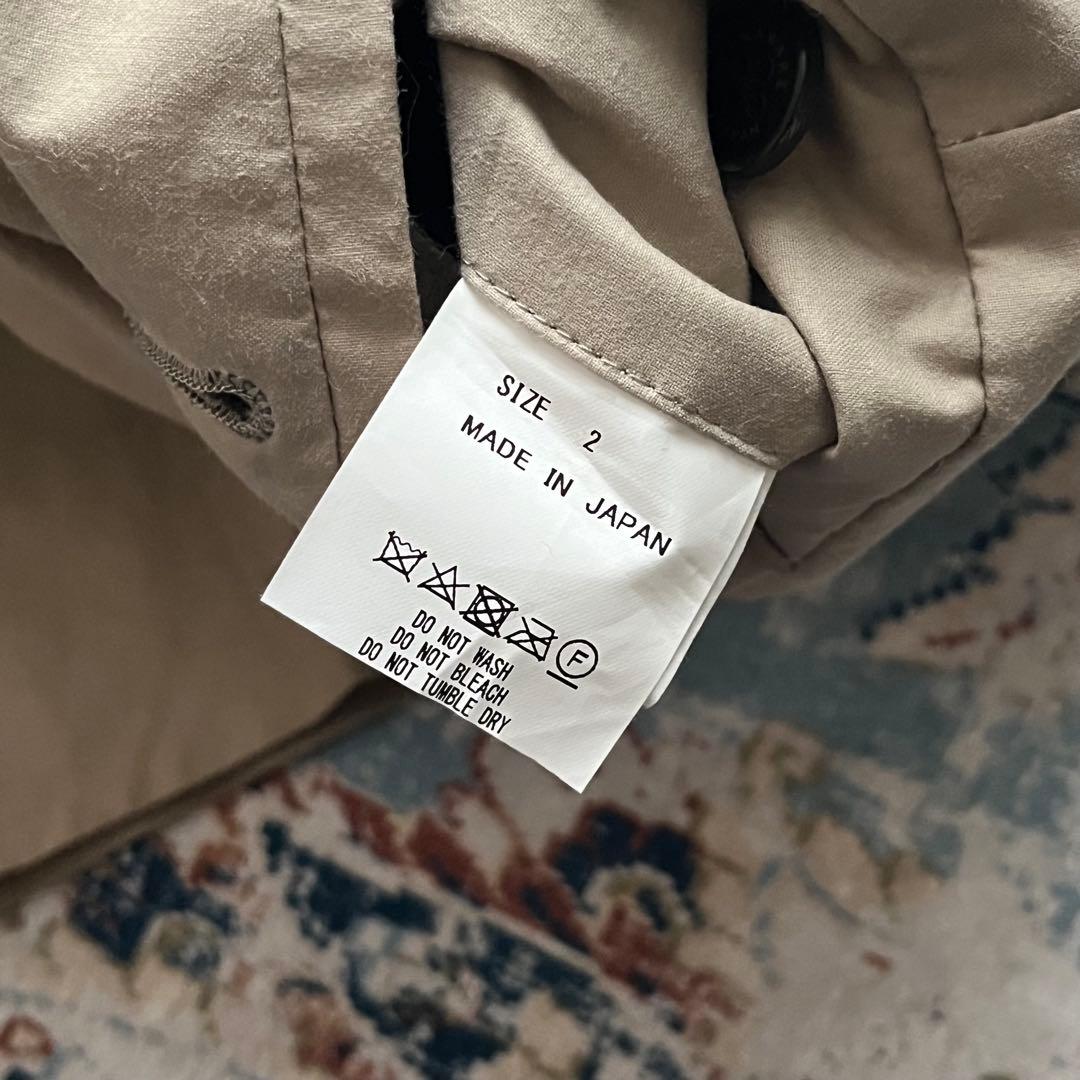 SIZE 2
MADE IN JAPAN
F
DO NOT WASH
DO NOT BLEACH
DO NOT TUMBLE DRY